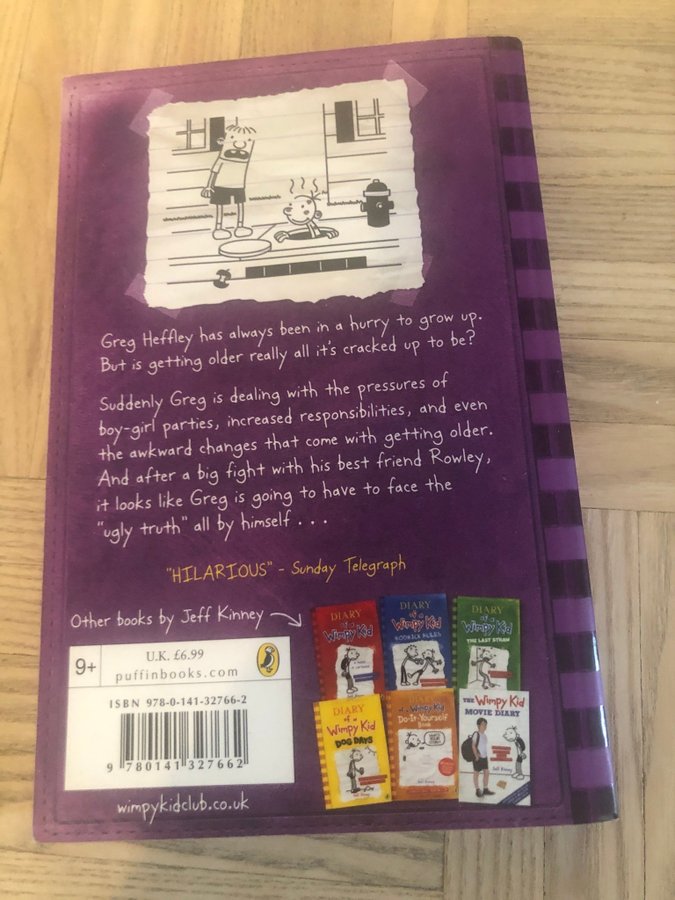 Greg Heffley has always been in a hurry to grow up.
But is getting older really all it's cracked up to be?
Suddenly Greg is dealing with the pressures of
boy-girl parties, increased responsibilities, and even
the awkward changes that come with getting older.
And after a big fight with his best friend Rowley,
it looks like Greg is going to have to face the
"ugly truth" all by himself . . .
"HILARIOUS" - Sunday Telegraph
Other books by Jeff Kinney
DIARY
of a
Wimpy Kid
DIARY
of a
Wimpy Kid
RODRICK RULES
DIARY
of a
Wimpy Kid
THE LAST STRAW
DIARY
of a
Wimpy Kid
DOG DAYS
DIARY
of a
Wimpy Kid
Do-It-Yourself
Book
THE Wimpy Kid
MOVIE DIARY
9+
U.K. £6.99
puffinbooks.com
ISBN 978-0-141-32766-2
9 780141 327662
wimpykidclub.co.uk